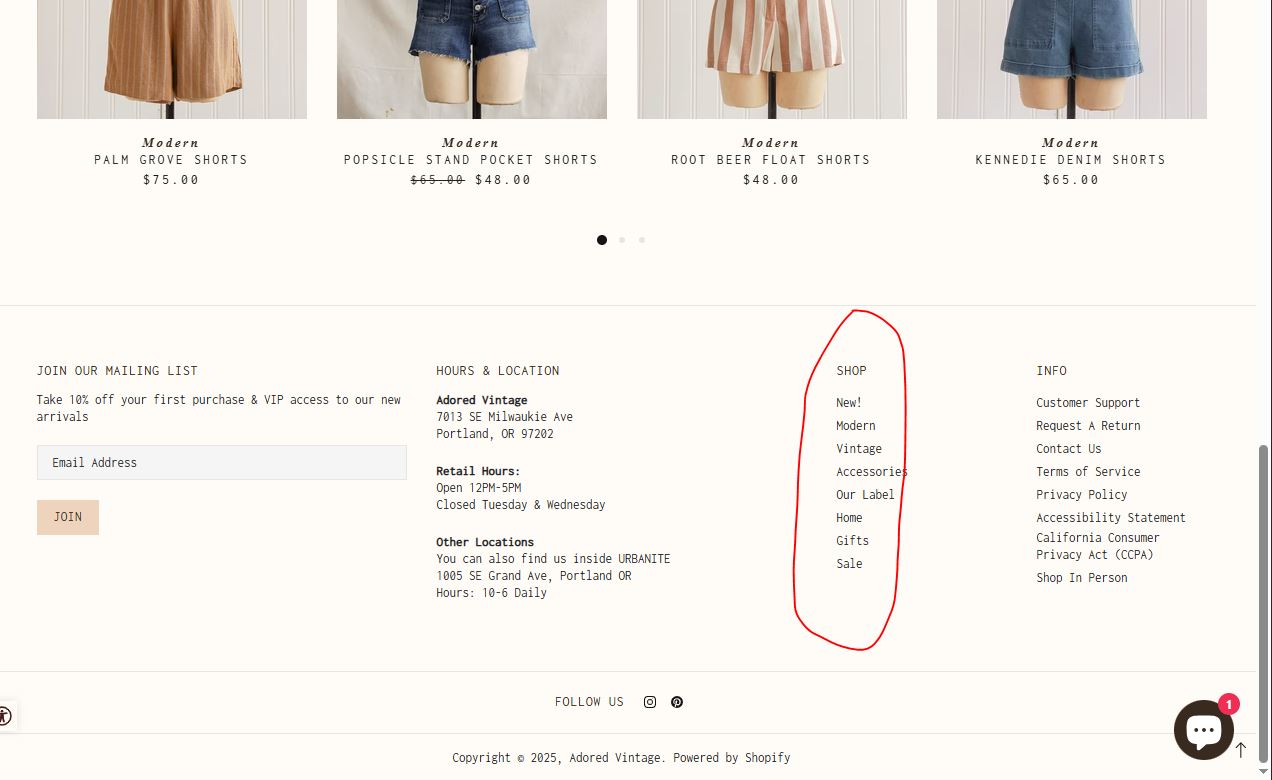 Modern
PALM GROVE SHORTS
$75.00
Modern
POPSICLE STAND POCKET SHORTS
$65.00 $48.00
Modern
ROOT BEER FLOAT SHORTS
$48.00
Modern
KENNEDIE DENIM SHORTS
$65.00
JOIN OUR MAILING LIST
Take 10% off your first purchase & VIP access to our new
arrivals
Email Address
JOIN
HOURS & LOCATION
Adored Vintage
7013 SE Milwaukie Ave
Portland, OR 97202
Retail Hours:
Open 12PM-5PM
Closed Tuesday & Wednesday
Other Locations
You can also find us inside URBANITE
1005 SE Grand Ave, Portland OR
Hours: 10-6 Daily
SHOP
New!
Modern
Vintage
Accessories
Our Label
Home
Gifts
Sale
INFO
Customer Support
Request A Return
Contact Us
Terms of Service
Privacy Policy
Accessibility Statement
California Consumer
Privacy Act (CCPA)
Shop In Person
FOLLOW US
1
Copyright © 2025, Adored Vintage. Powered by Shopify